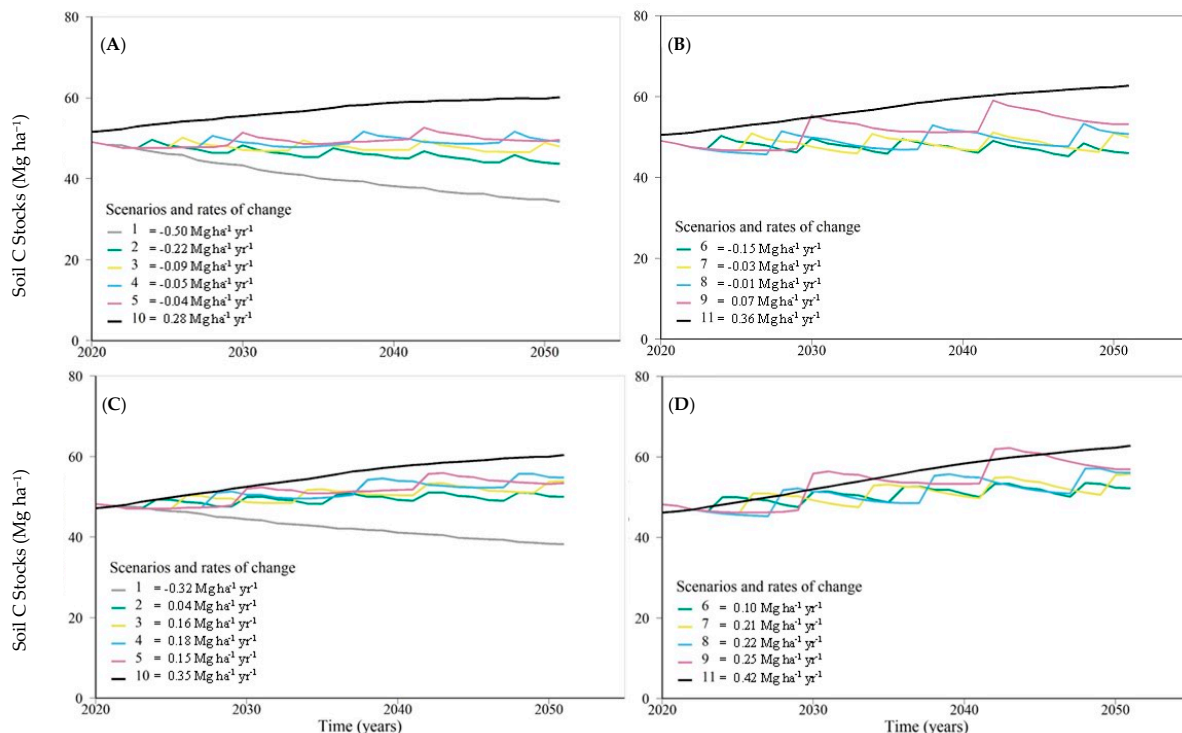 80
60
40
20
0
Soil C Stocks (Mg ha⁻¹)
(A)
Scenarios and rates of change
1 = -0.50 Mg ha⁻¹ yr⁻¹
2 = -0.22 Mg ha⁻¹ yr⁻¹
3 = -0.09 Mg ha⁻¹ yr⁻¹
4 = -0.05 Mg ha⁻¹ yr⁻¹
5 = -0.04 Mg ha⁻¹ yr⁻¹
10 = 0.28 Mg ha⁻¹ yr⁻¹
2020 2030 2040 2050
80
60
40
20
0
(B)
Scenarios and rates of change
6 = -0.15 Mg ha⁻¹ yr⁻¹
7 = -0.03 Mg ha⁻¹ yr⁻¹
8 = -0.01 Mg ha⁻¹ yr⁻¹
9 = 0.07 Mg ha⁻¹ yr⁻¹
11 = 0.36 Mg ha⁻¹ yr⁻¹
2020 2030 2040 2050
80
60
40
20
0
Soil C Stocks (Mg ha⁻¹)
(C)
Scenarios and rates of change
1 = -0.32 Mg ha⁻¹ yr⁻¹
2 = 0.04 Mg ha⁻¹ yr⁻¹
3 = 0.16 Mg ha⁻¹ yr⁻¹
4 = 0.18 Mg ha⁻¹ yr⁻¹
5 = 0.15 Mg ha⁻¹ yr⁻¹
10 = 0.35 Mg ha⁻¹ yr⁻¹
2020 2030 2040 2050
Time (years)
80
60
40
20
0
(D)
Scenarios and rates of change
6 = 0.10 Mg ha⁻¹ yr⁻¹
7 = 0.21 Mg ha⁻¹ yr⁻¹
8 = 0.22 Mg ha⁻¹ yr⁻¹
9 = 0.25 Mg ha⁻¹ yr⁻¹
11 = 0.42 Mg ha⁻¹ yr⁻¹
2020 2030 2040 2050
Time (years)